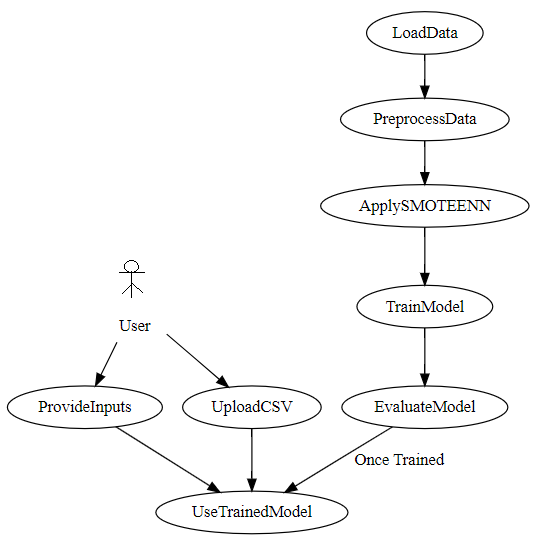 LoadData
PreprocessData
ApplySMOTEENN
TrainModel
User
ProvideInputs
UploadCSV
EvaluateModel
Once Trained
UseTrainedModel